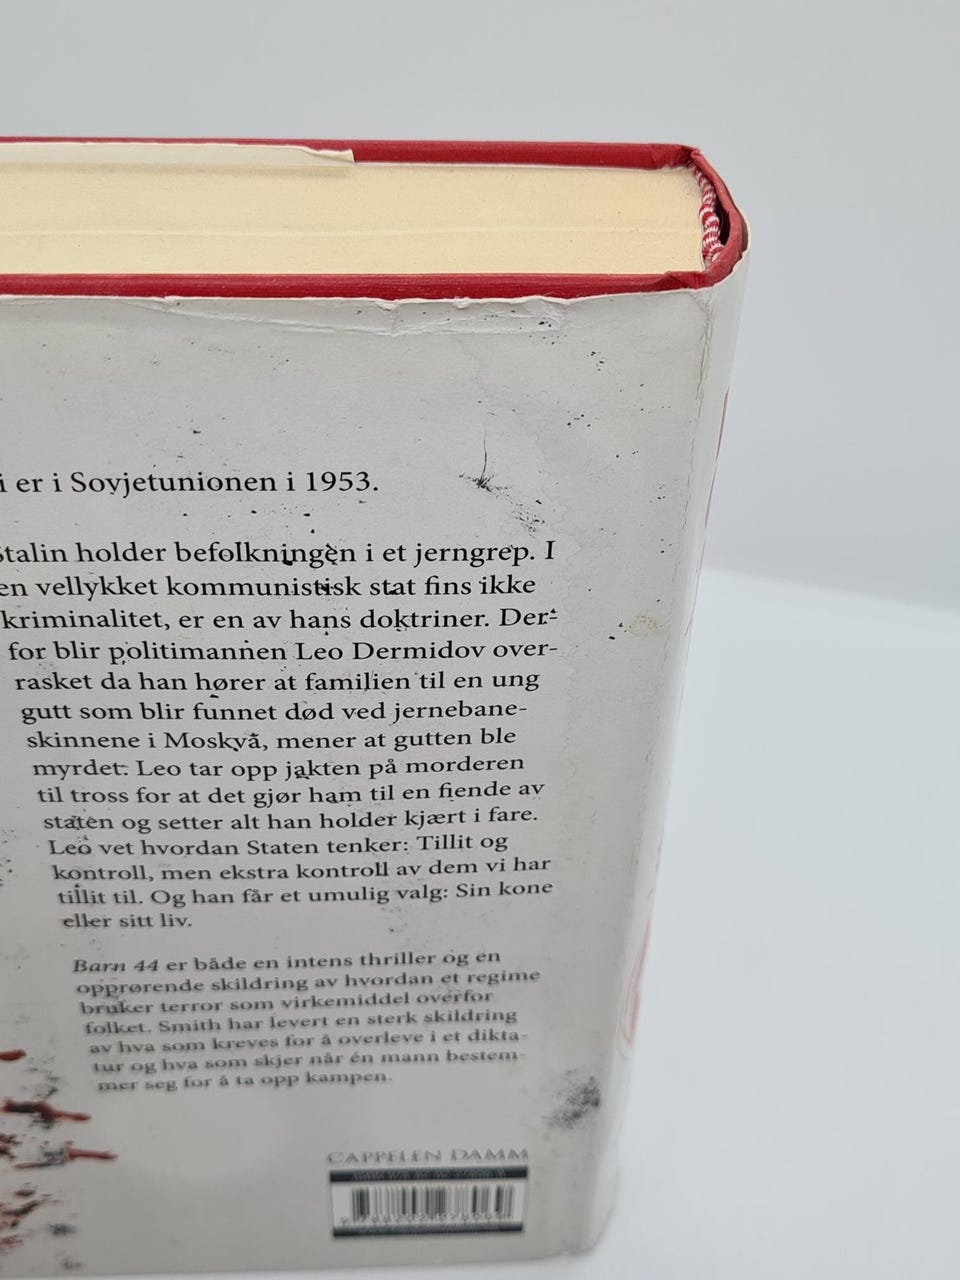 i er i Sovjetunionen i 1953.
Stalin holder befolkningen i et jerngrep. I
en vellykket kommunistisk stat fins ikke
kriminalitet, er en av hans doktriner. Der-
for blir politimannen Leo Dermidov over-
rasket da han hører at familien til en ung
gutt som blir funnet død ved jernebane-
skinnene i Moskva, mener at gutten ble
myrdet. Leo tar opp jakten på morderen
til tross for at det gjør ham til en fiende av
staten og setter alt han holder kjært i fare.
Leo vet hvordan Staten tenker: Tillit og
kontroll, men ekstra kontroll av dem vi har
tillit til. Og han får et umulig valg: Sin kone
eller sitt liv.
Barn 44 er både en intens thriller og en
opprørende skildring av hvordan et regime
bruker terror som virkemiddel overfor
folket. Smith har levert en sterk skildring
av hva som kreves for å overleve i et dikta-
tur og hva som skjer når én mann bestem-
mer seg for å ta opp kampen.
CAPPELEN DAMM